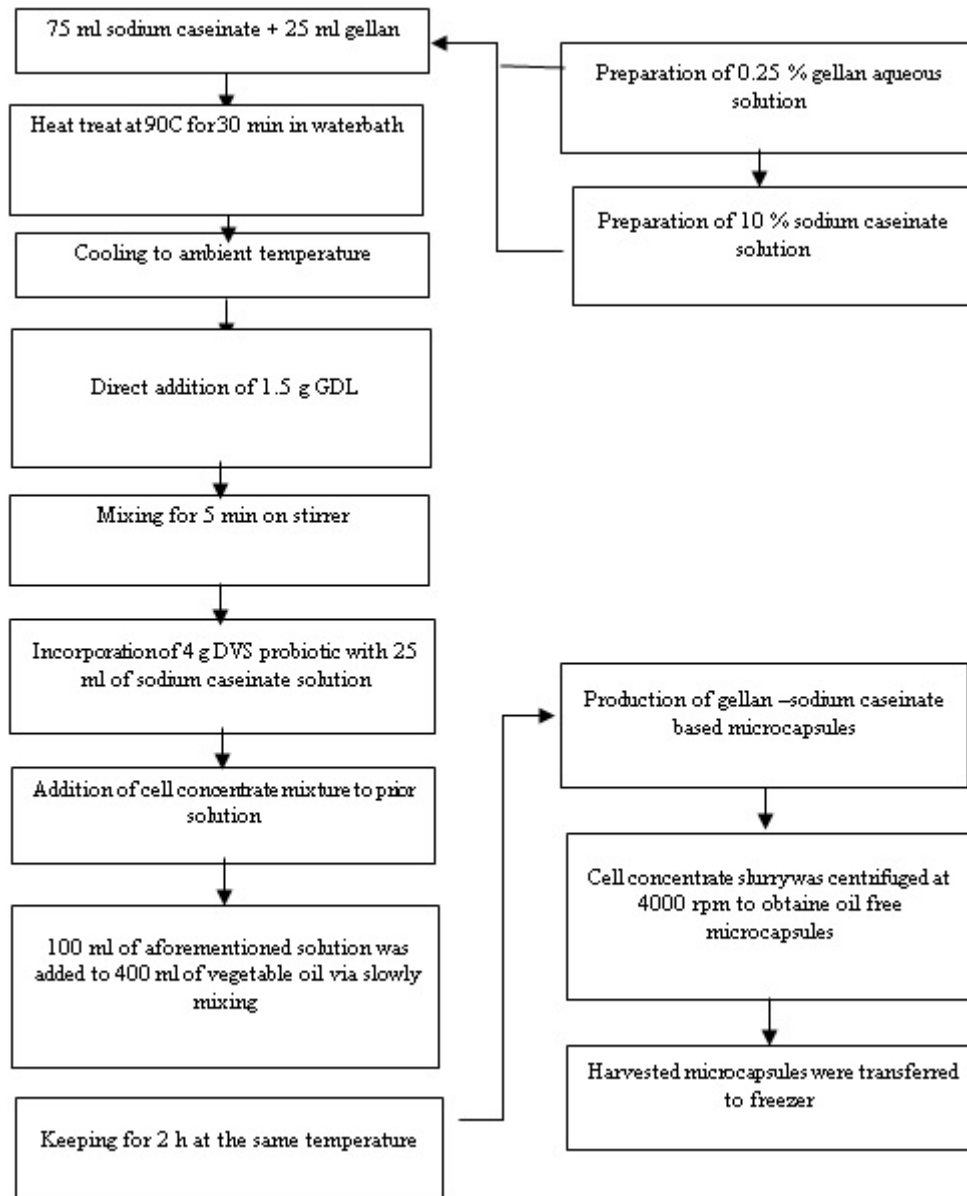 75 ml sodium caseinate + 25 ml gellan
Heat treat at 90C for 30 min in waterbath
Cooling to ambient temperature
Direct addition of 1.5 g GDL
Mixing for 5 min on stirrer
Incorporation of 4 g DVS probiotic with 25
ml of sodium caseinate solution
Addition of cell concentrate mixture to prior
solution
100 ml of aforementioned solution was
added to 400 ml of vegetable oil via slowly
mixing
Keeping for 2 h at the same temperature
Preparation of 0.25 % gellan aqueous
solution
Preparation of 10 % sodium caseinate
solution
Production of gellan –sodium caseinate
based microcapsules
Cell concentrate slurry was centrifuged at
4000 rpm to obtaine oil free
microcapsules
Harvested microcapsules were transferred
to freezer